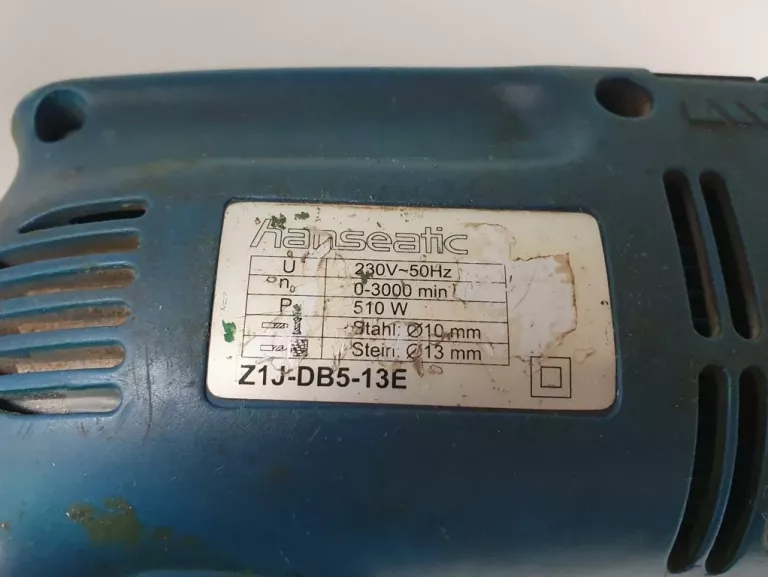 hanseatic
U 230V~50Hz
n₀ 0-3000 min
P 510 W
Stahl: Ø10 mm
Stein: Ø13 mm
Z1J-DB5-13E